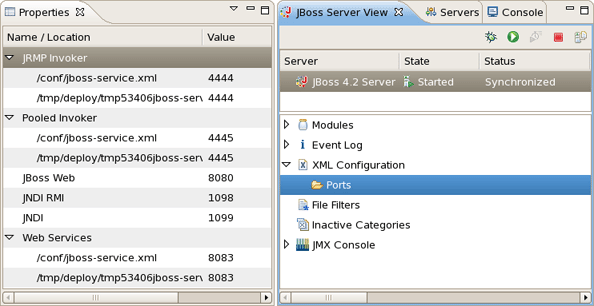 Properties
Name / Location Value
JRMP Invoker
/conf/jboss-service.xml 4444
/tmp/deploy/tmp53406jboss-serv 4444
Pooled Invoker
/conf/jboss-service.xml 4445
/tmp/deploy/tmp53406jboss-serv 4445
JBoss Web 8080
JNDI RMI 1098
JNDI 1099
Web Services
/conf/jboss-service.xml 8083
/tmp/deploy/tmp53406jboss-serv 8083
JBoss Server View Servers Console
Server State Status
JBoss 4.2 Server Started Synchronized
Modules
Event Log
XML Configuration
Ports
File Filters
Inactive Categories
JMX Console